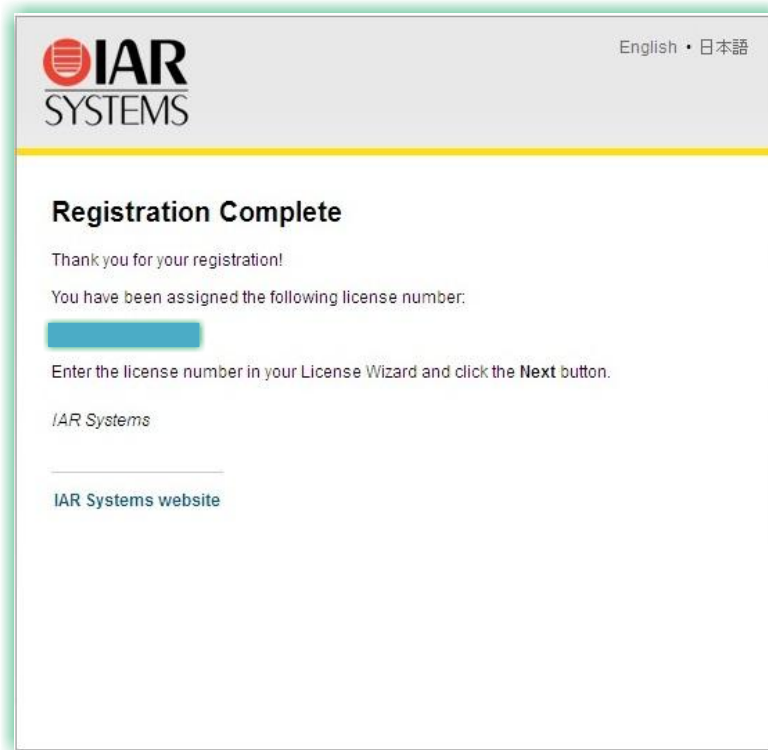 IAR
SYSTEMS
English • 日本語
Registration Complete
Thank you for your registration!
You have been assigned the following license number:
Enter the license number in your License Wizard and click the Next button.
IAR Systems
IAR Systems website